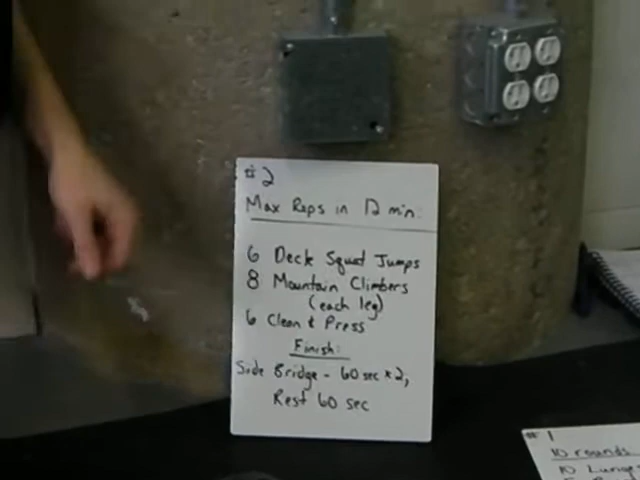 #2
Max Reps in 12 min:
6 Deck Squat Jumps
8 Mountain Climbers
(each leg)
6 Clean & Press
Finish:
Side Bridge - 60 sec x 2,
Rest 60 sec
#1
10 rounds
10 Lunge